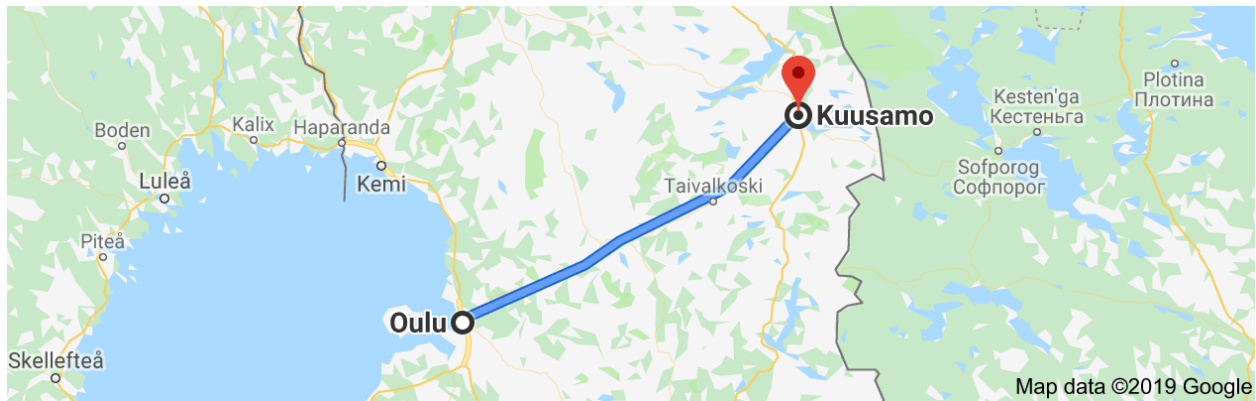 Plotina
Плотина
Kesten'ga
Кестеньга
Kuusamo
Boden
Kalix
Haparanda
Kemi
Luleå
Sofporog
Софпорог
Taivalkoski
Piteå
Oulu
Skellefteå
Map data ©2019 Google